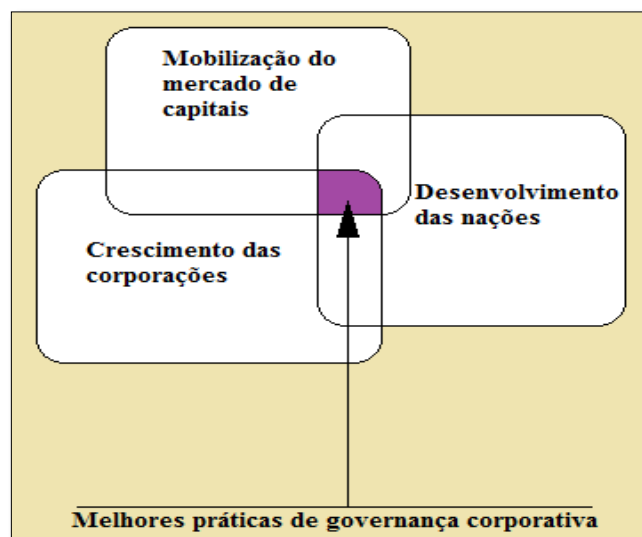 Mobilização do
mercado de
capitais
Desenvolvimento
das nações
Crescimento das
corporações
Melhores práticas de governança corporativa